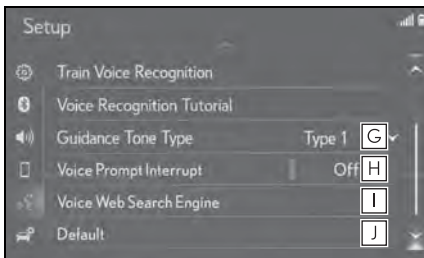 Setup
Train Voice Recognition
Voice Recognition Tutorial
Guidance Tone Type Type 1 G
Voice Prompt Interrupt Off H
Voice Web Search Engine I
Default J